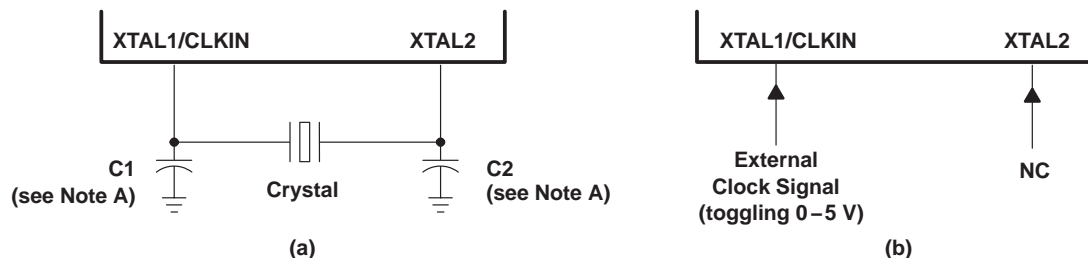 XTAL1/CLKIN XTAL2
C1
(see Note A)
Crystal
C2
(see Note A)
(a)
XTAL1/CLKIN XTAL2
External
Clock Signal
(toggling 0–5 V)
NC
(b)